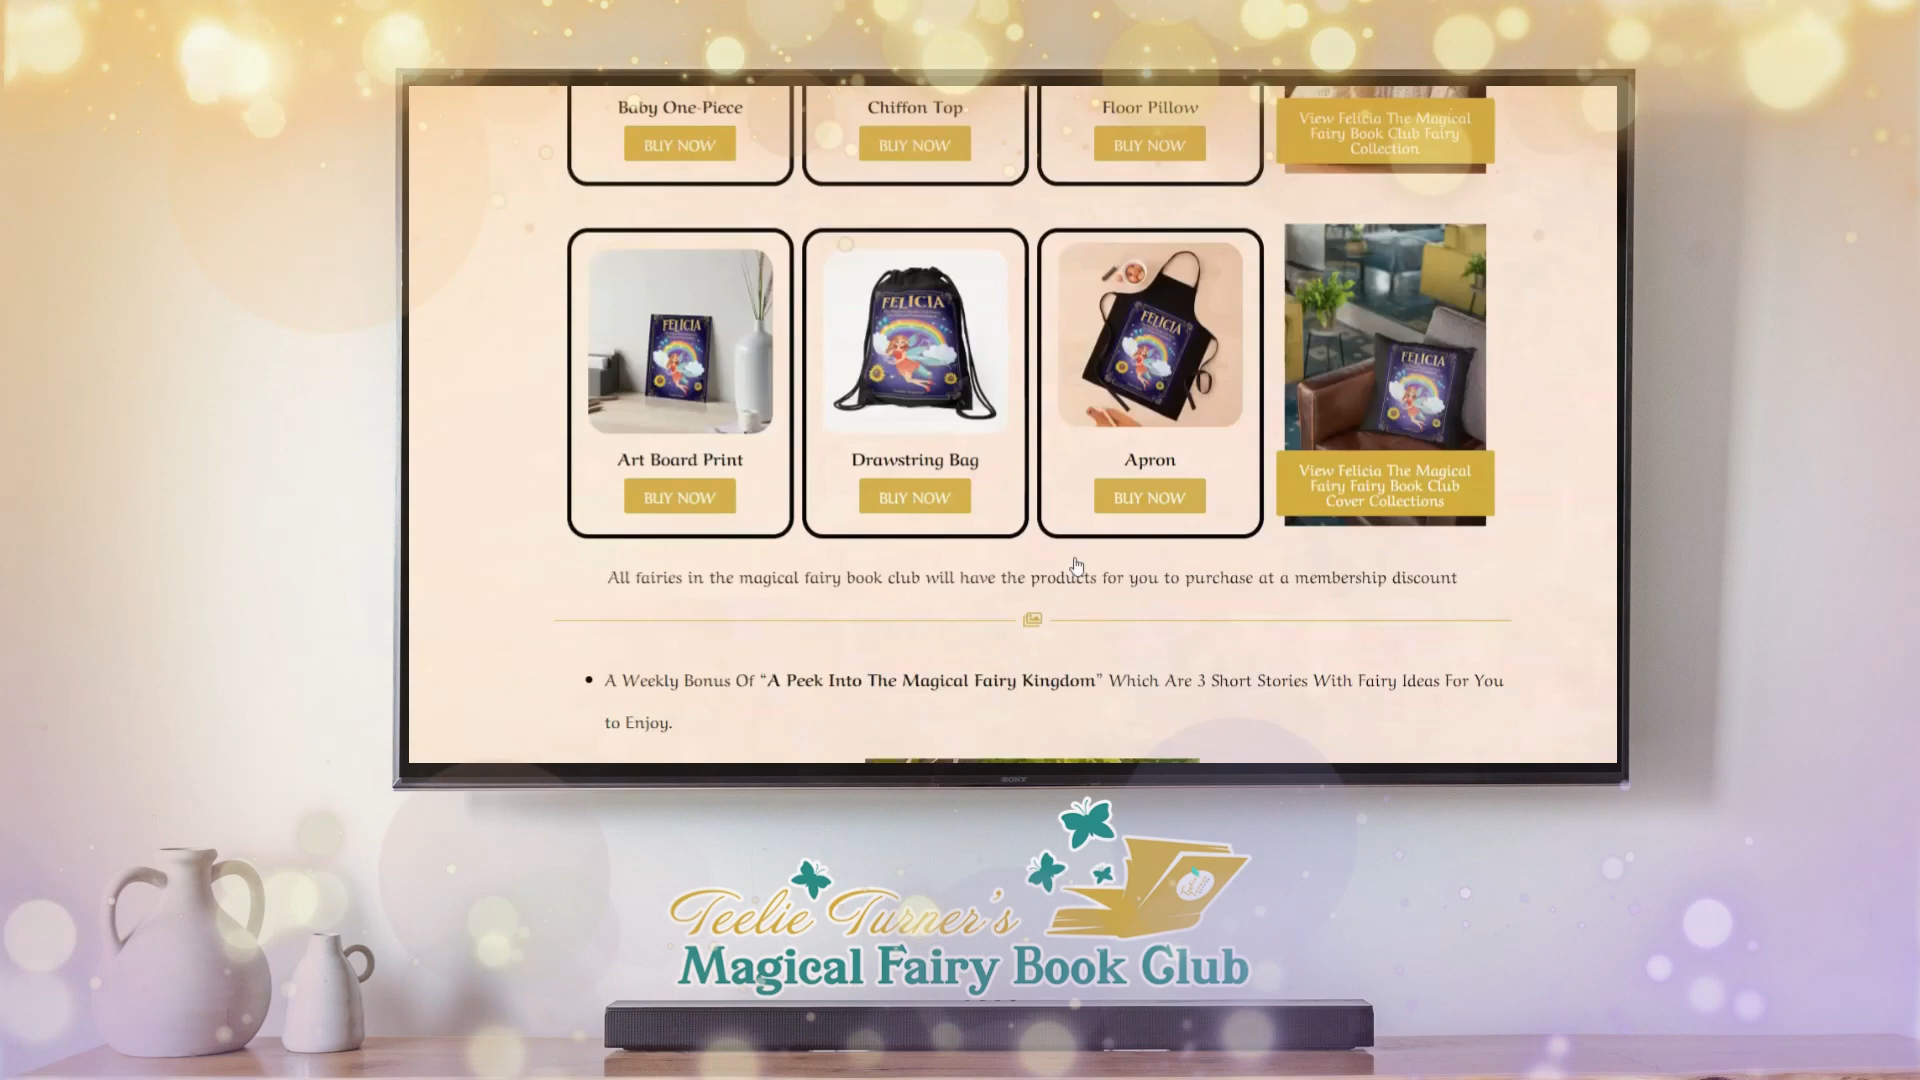 Baby One-Piece
BUY NOW
Chiffon Top
BUY NOW
Floor Pillow
BUY NOW
View Felicia The Magical
Fairy Book Club Fairy
Collection
FELICIA
Art Board Print
BUY NOW
FELICIA
Drawstring Bag
BUY NOW
FELICIA
Apron
BUY NOW
FELICIA
View Felicia The Magical
Fairy Fairy Book Club
Cover Collections
All fairies in the magical fairy book club will have the products for you to purchase at a membership discount
• A Weekly Bonus Of “A Peek Into The Magical Fairy Kingdom” Which Are 3 Short Stories With Fairy Ideas For You
to Enjoy.
SONY
Teelie Turner's
Magical Fairy Book Club